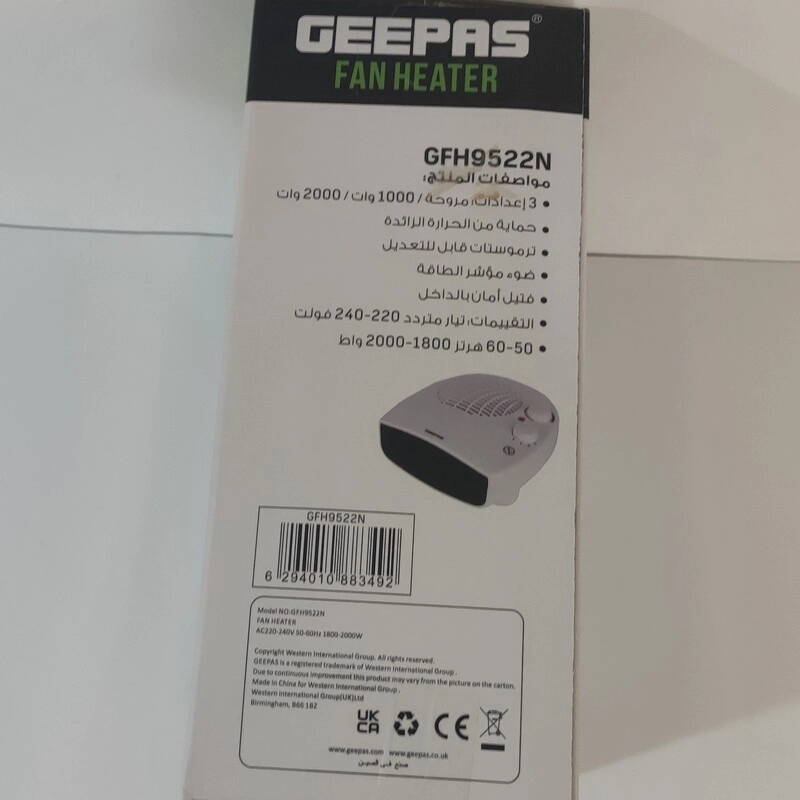 GEEPAS®
FAN HEATER
GFH9522N
مواصفات المنتج:
• 3 إعدادات: مروحة / 1000 وات / 2000 وات
• حماية من الحرارة الزائدة
• ترموستات قابل للتعديل
• ضوء مؤشر الطاقة
• فتيل أمان بالداخل
• التقييمات: تيار متردد 220-240 فولت
• 50-60 هرتز 1800-2000 واط
GFH9522N
6 294010 883492
Model NO-GFH9522N
FAN HEATER
AC220-240V 50-60Hz 1800-2000W
Copyright Western International Group. All rights reserved.
GEEPAS is a registered trademark of Western International Group.
Due to continuous improvement this product may vary from the picture on the carton.
Made in China for Western International Group.
Western International Group(UK)Ltd
Birmingham, B66 1BZ
UK
CA
CE
www.geepas.com www.geepas.co.uk
صنع في الصين